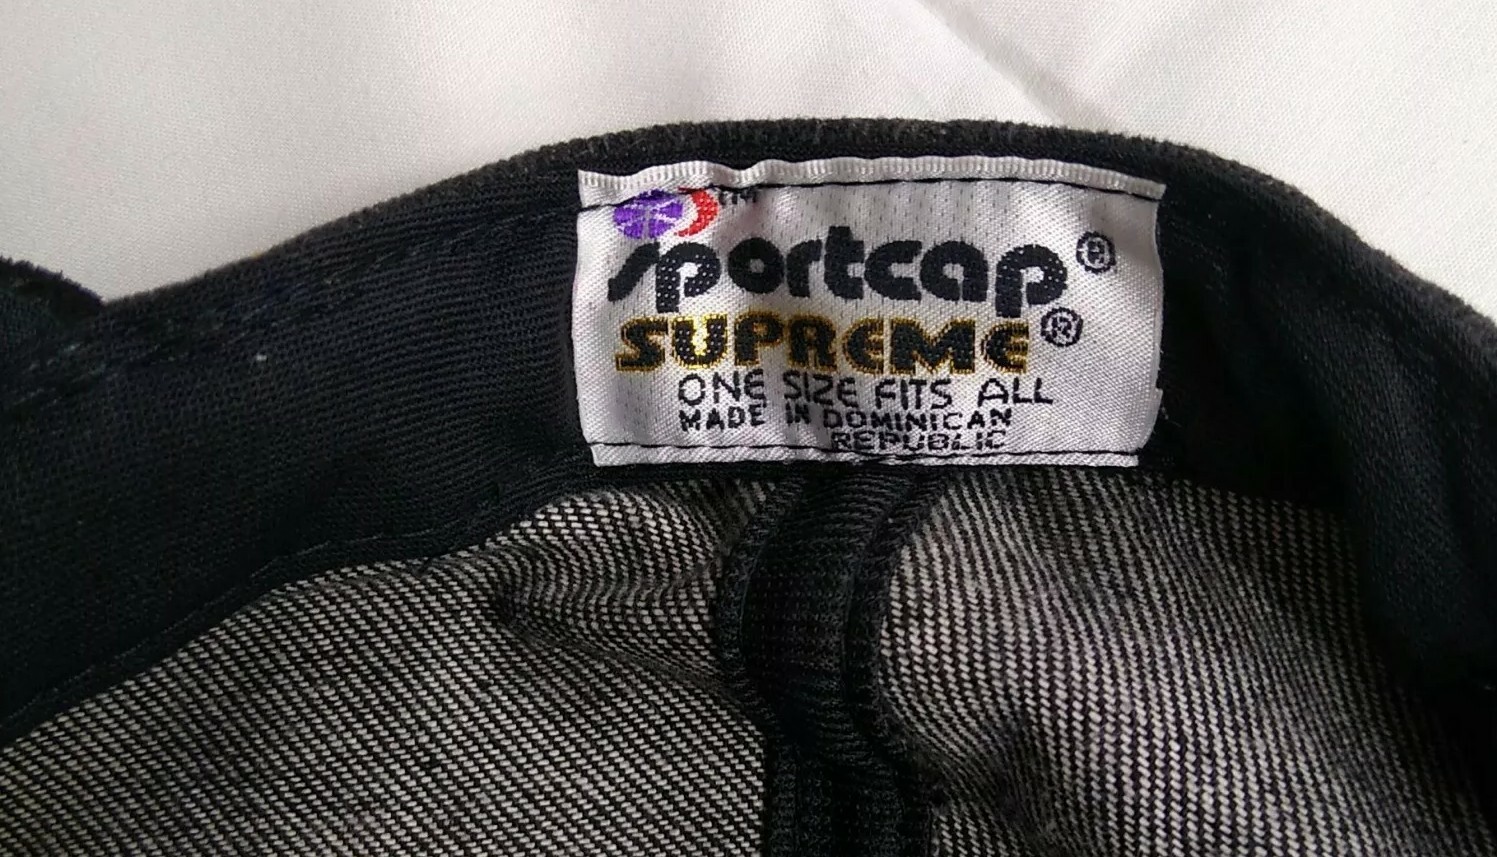 TM
sportcap®
SUPREME®
ONE SIZE FITS ALL
MADE IN DOMINICAN
REPUBLIC